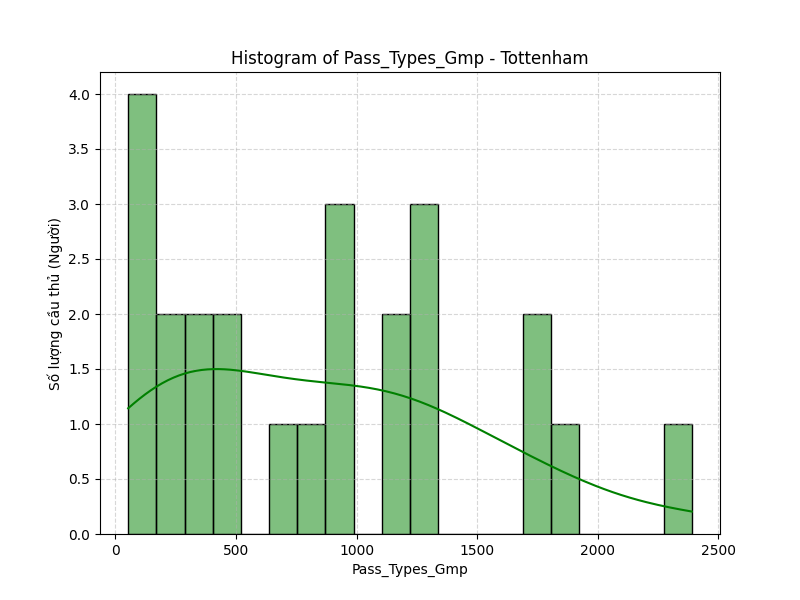 Histogram of Pass_Types_Gmp - Tottenham
Số lượng cầu thủ (Người)
4.0
3.5
3.0
2.5
2.0
1.5
1.0
0.5
0.0
0 500 1000 1500 2000 2500
Pass_Types_Gmp